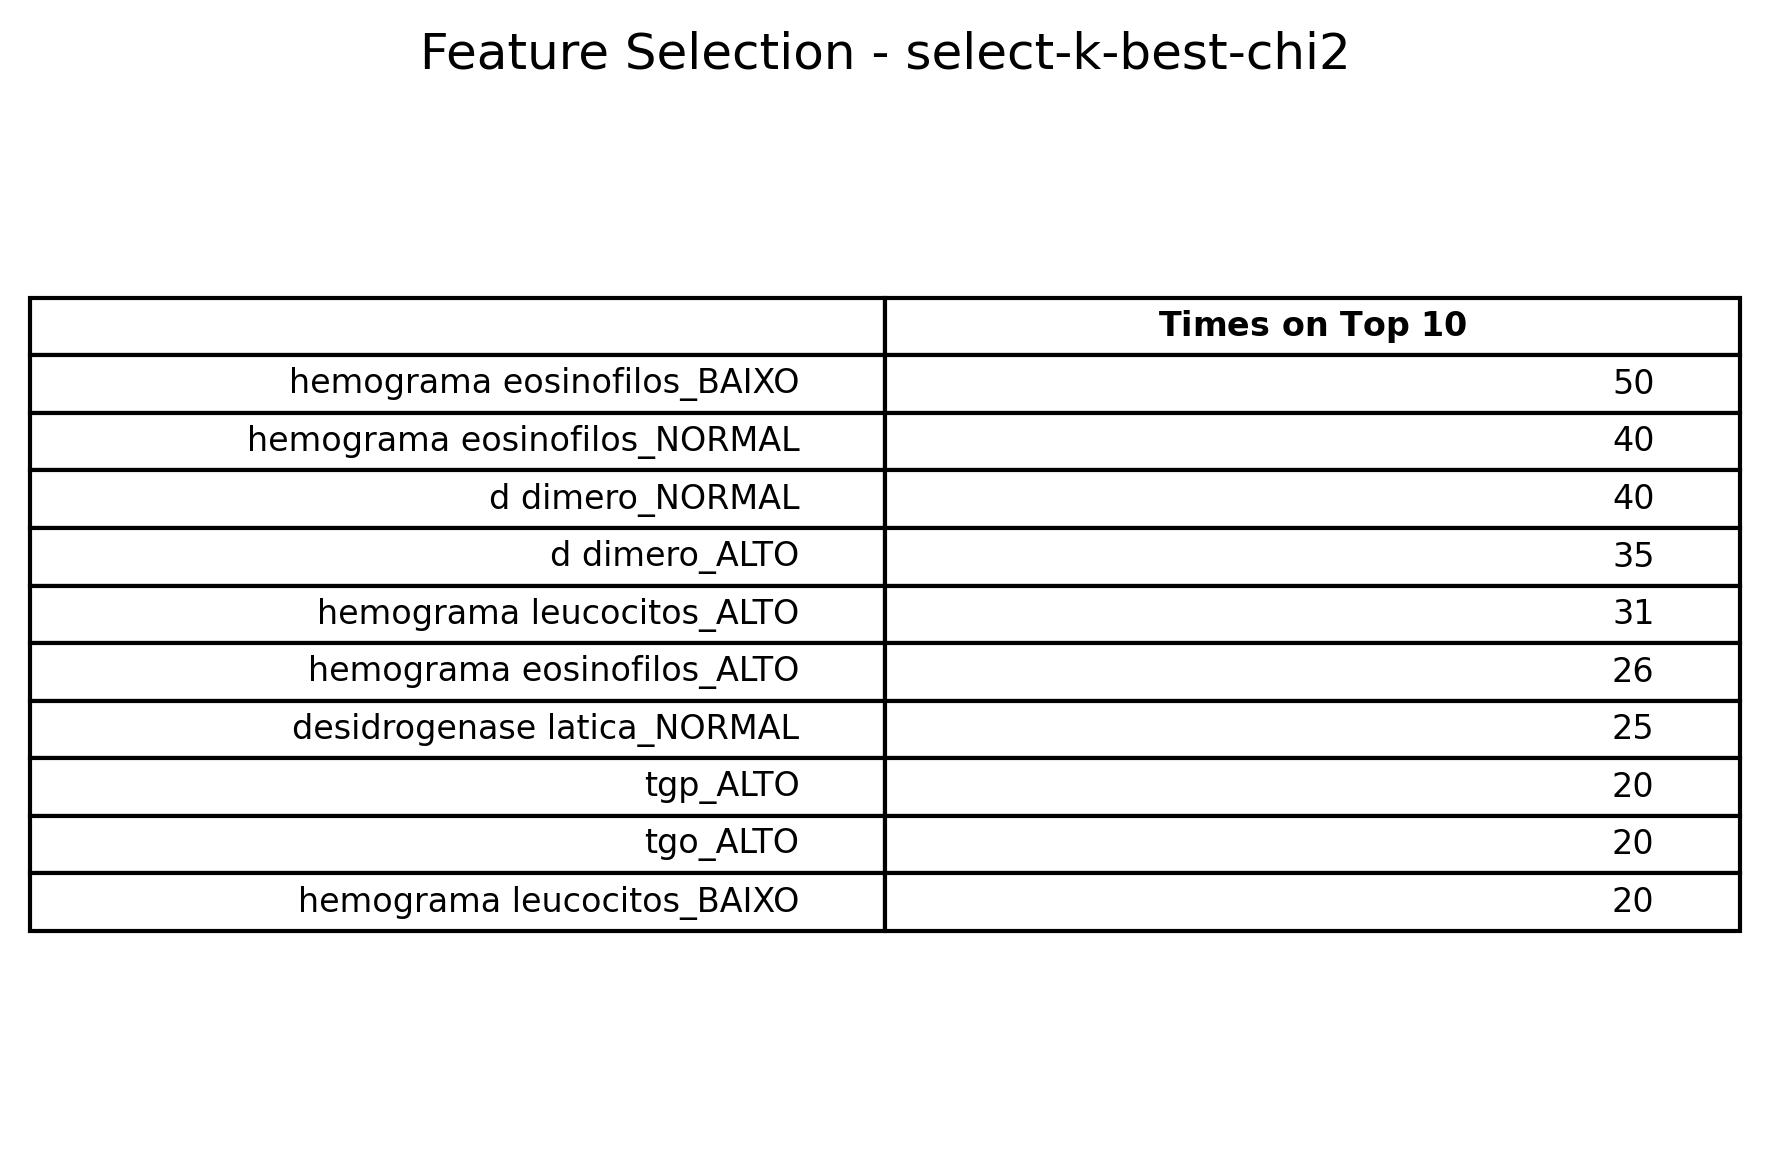 Feature Selection - select-k-best-chi2
Times on Top 10
hemograma eosinofilos_BAIXO 50
hemograma eosinofilos_NORMAL 40
d dimero_NORMAL 40
d dimero_ALTO 35
hemograma leucocitos_ALTO 31
hemograma eosinofilos_ALTO 26
desidrogenase latica_NORMAL 25
tgp_ALTO 20
tgo_ALTO 20
hemograma leucocitos_BAIXO 20